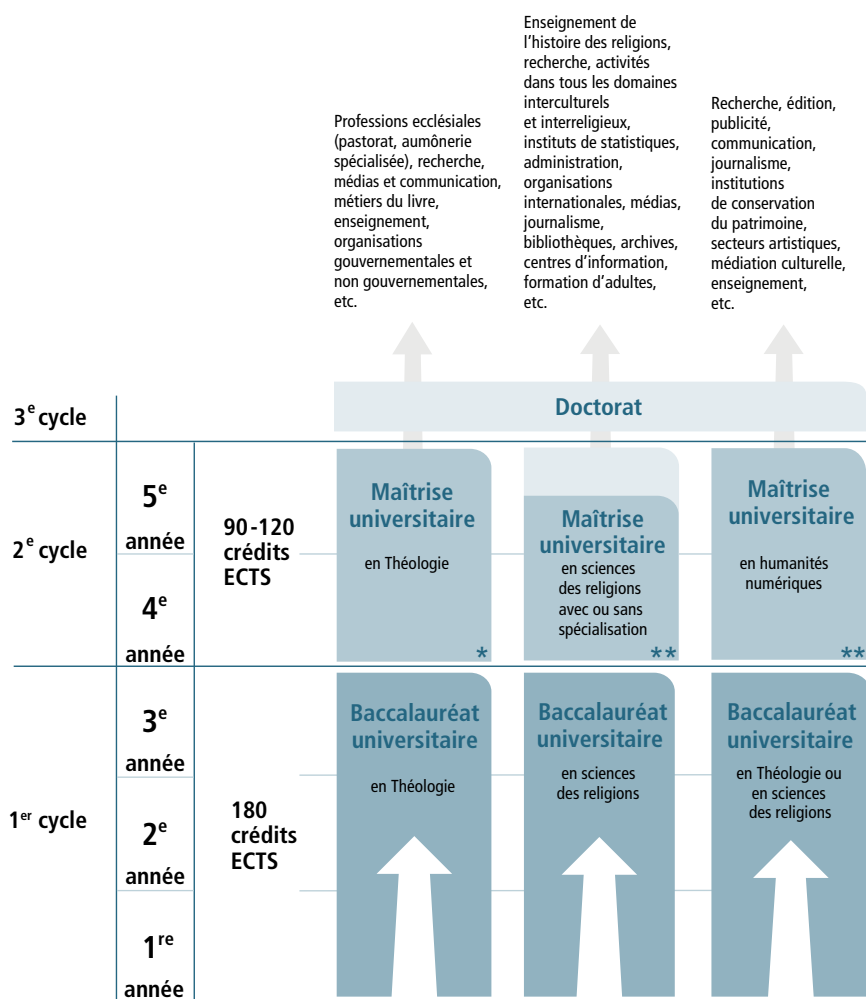 Professions ecclésiales
(pastorat, aumônerie
spécialisée), recherche,
médias et communication,
métiers du livre,
enseignement,
organisations
gouvernementales et
non gouvernementales,
etc.
Enseignement de
l'histoire des religions,
recherche, activités
dans tous les domaines
interculturels
et interreligieux,
instituts de statistiques,
administration,
organisations
internationales, médias,
journalisme,
bibliothèques, archives,
centres d'information,
formation d'adultes,
etc.
Recherche, édition,
publicité,
communication,
journalisme,
institutions
de conservation
du patrimoine,
secteurs artistiques,
médiation culturelle,
enseignement,
etc.
3e cycle
Doctorat
2e cycle
5e
année
4e
année
90-120
crédits
ECTS
Maîtrise
universitaire
en Théologie
*
Maîtrise
universitaire
en sciences
des religions
avec ou sans
spécialisation
**
Maîtrise
universitaire
en humanités
numériques
**
1er cycle
3e
année
2e
année
1re
année
180
crédits
ECTS
Baccalauréat
universitaire
en Théologie
Baccalauréat
universitaire
en sciences
des religions
Baccalauréat
universitaire
en Théologie ou
en sciences
des religions